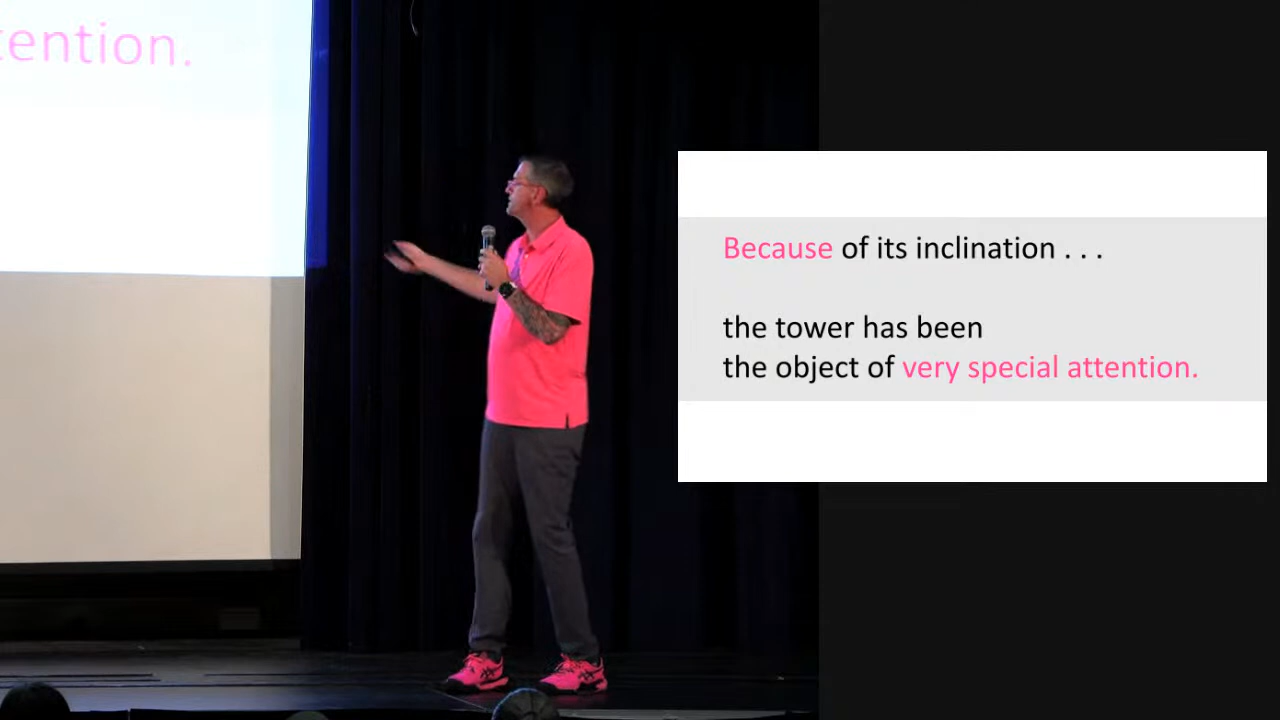 tention.
Because of its inclination . . .
the tower has been
the object of very special attention.